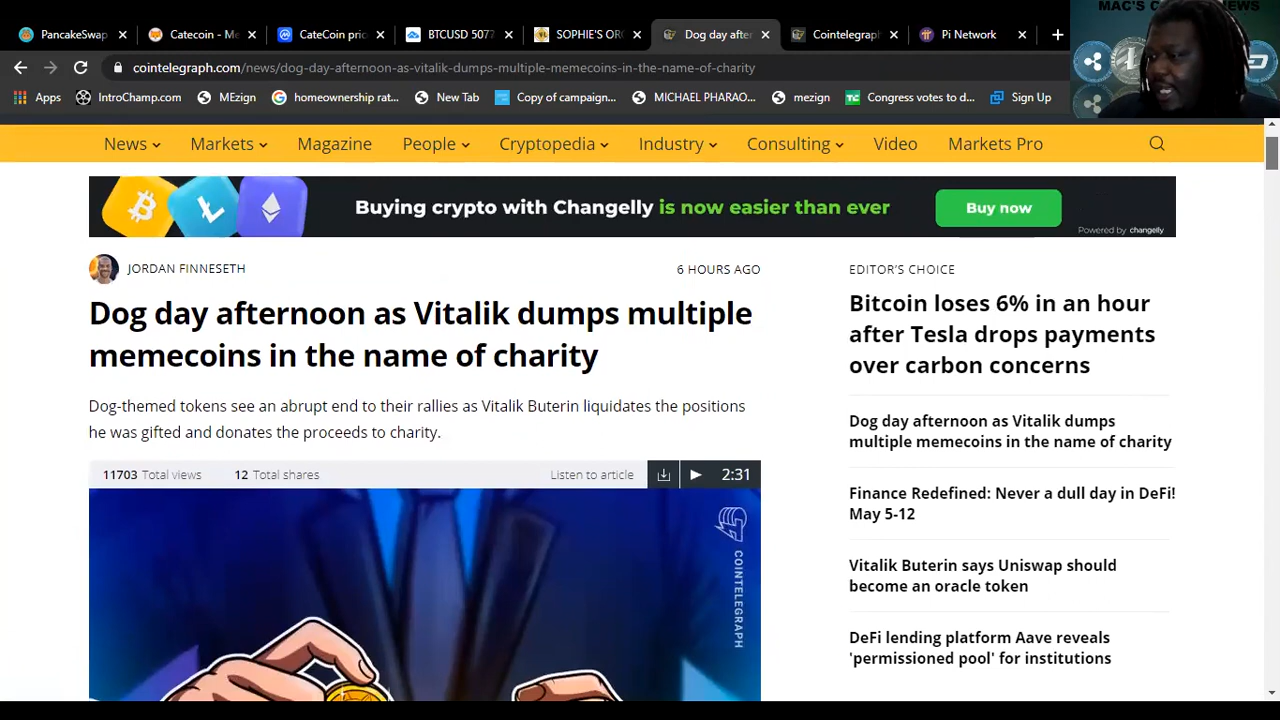 PancakeSwap
Catecoin - Me
CateCoin pric
BTCUSD 5077
SOPHIE'S ORG
Dog day after
Cointelegraph
Pi Network
cointelegraph.com/news/dog-day-afternoon-as-vitalik-dumps-multiple-memecoins-in-the-name-of-charity
Apps
IntroChamp.com
MEzign
homeownership rat...
New Tab
Copy of campaign...
MICHAEL PHARAO...
mezign
Congress votes to d...
Sign Up
News
Markets
Magazine
People
Cryptopedia
Industry
Consulting
Video
Markets Pro
Buying crypto with Changelly is now easier than ever
Buy now
Powered by changelly
JORDAN FINNESETH
6 HOURS AGO
Dog day afternoon as Vitalik dumps multiple
memecoins in the name of charity
Dog-themed tokens see an abrupt end to their rallies as Vitalik Buterin liquidates the positions
he was gifted and donates the proceeds to charity.
11703 Total views
12 Total shares
Listen to article
2:31
COINTELEGRAPH
EDITOR'S CHOICE
Bitcoin loses 6% in an hour
after Tesla drops payments
over carbon concerns
Dog day afternoon as Vitalik dumps
multiple memecoins in the name of charity
Finance Redefined: Never a dull day in DeFi!
May 5-12
Vitalik Buterin says Uniswap should
become an oracle token
DeFi lending platform Aave reveals
'permissioned pool' for institutions